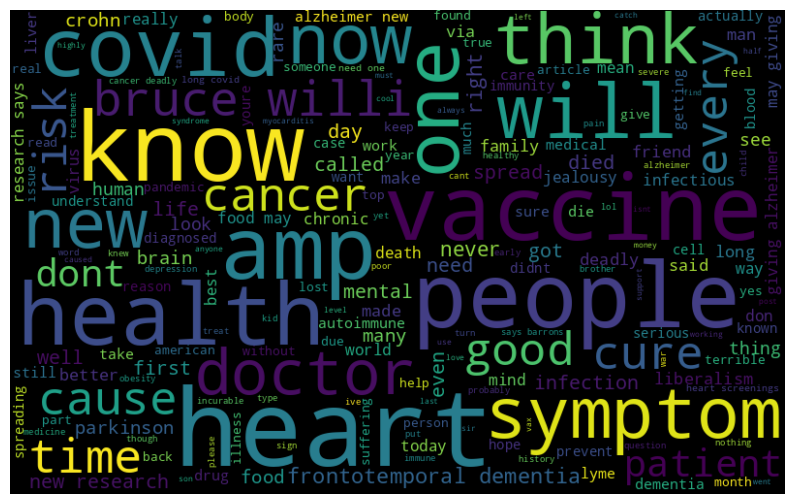 crohn
really
alzheimer new
body
found
via
true
actually
man
catch
left
half
talk
highly
liver
covid
now
rare
someone
need one
think
real
cancer deadly
long covid
youre
article
mean
getting
feel
may giving
research says
risk
bruce willi
must
cool
always
treatment
syndrome
myocarditis
one
right
care
immunity
will
every
severe
blood
find
virus
read
issue
know
day
keep
case
work
year
much
give
pain
medical
family
healthy
see
called
want
died
friend
cant
alzheimer
child
human
pandemic
understand
cancer
make
top
spread
jealousy
infectious
isnt
lol
life
look
food may
chronic
yet
sure
die
new
vaccine
giving alzheimer
word
knew
caused
diagnosed
anyone
depression
brain
amp
death
poor
never
got
didnt
early
money
cell
long
brother
deadly
said
way
dont
best
lost
mental
need
yes
don
known
support
reason
health
level
kid
treat
made
autoimmune
people
post
well
american
due
world
many
turn
says barrons
war
working
serious
terrible
still
take
first
without
use
love
even
good
cure
thing
better
obesity
doctor
help
probably
mind
infection
liberalism
heart screenings
spreading
cause
incurable
type
ive
last
hope
prevent
question
nothing
part
parkinson
illness
suffering
person
put
sir
symptom
patient
medicine
though
please
sign
heart
today
history
vax
time
back
drug
immune
new research
son
food
frontotemporal dementia
lyme
dementia
month
went